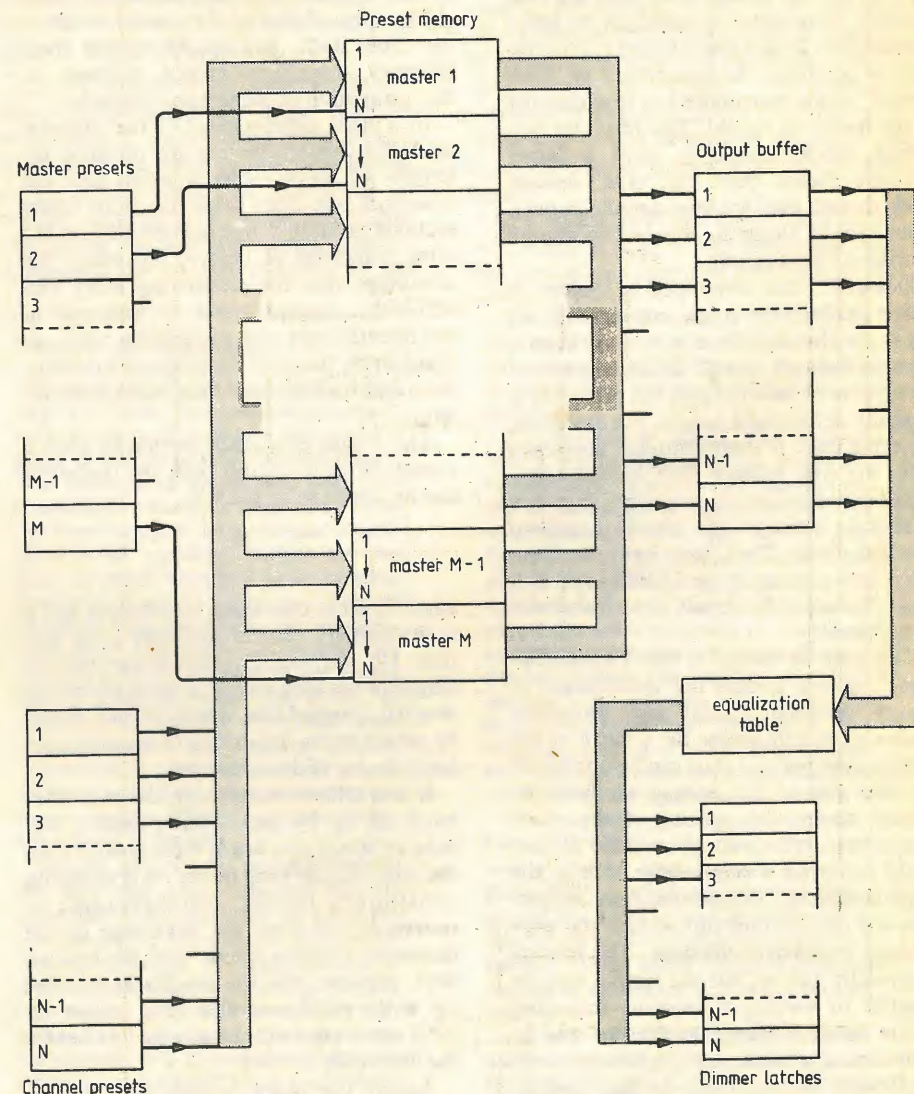 Preset memory
1
N
master 1
1
N
master 2
Master presets
1
2
3
M-1
M
1
N
master M-1
1
N
master M
Output buffer
1
2
3
N-1
N
equalization
table
1
2
3
N-1
N
Channel presets
1
2
3
N-1
N
Dimmer latches